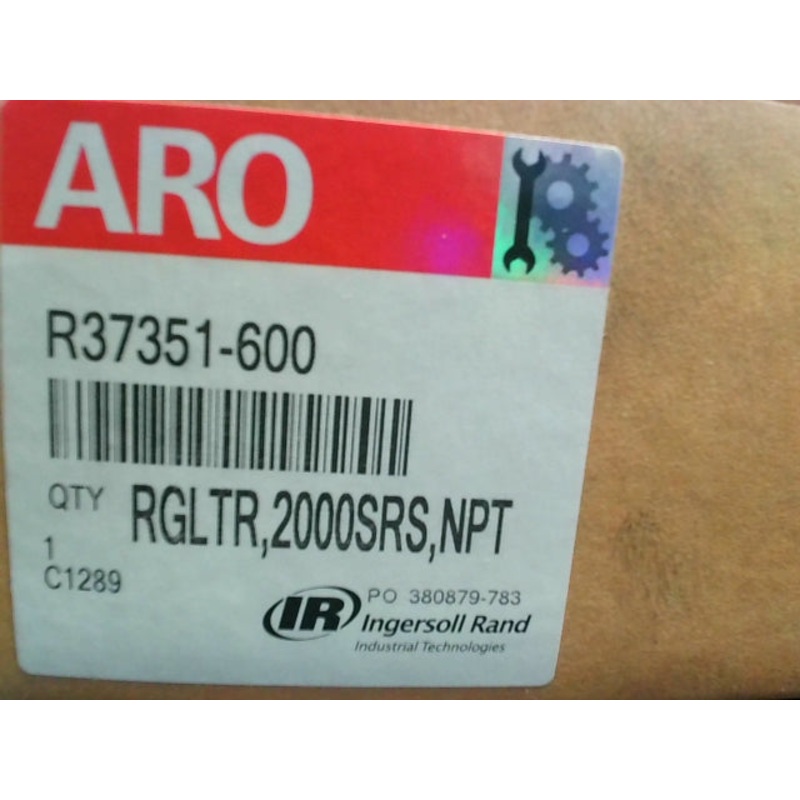 ARO
R37351-600
QTY RGLTR,2000SRS,NPT
1
C1289
PO 380879-783
IR Ingersoll Rand
Industrial Technologies